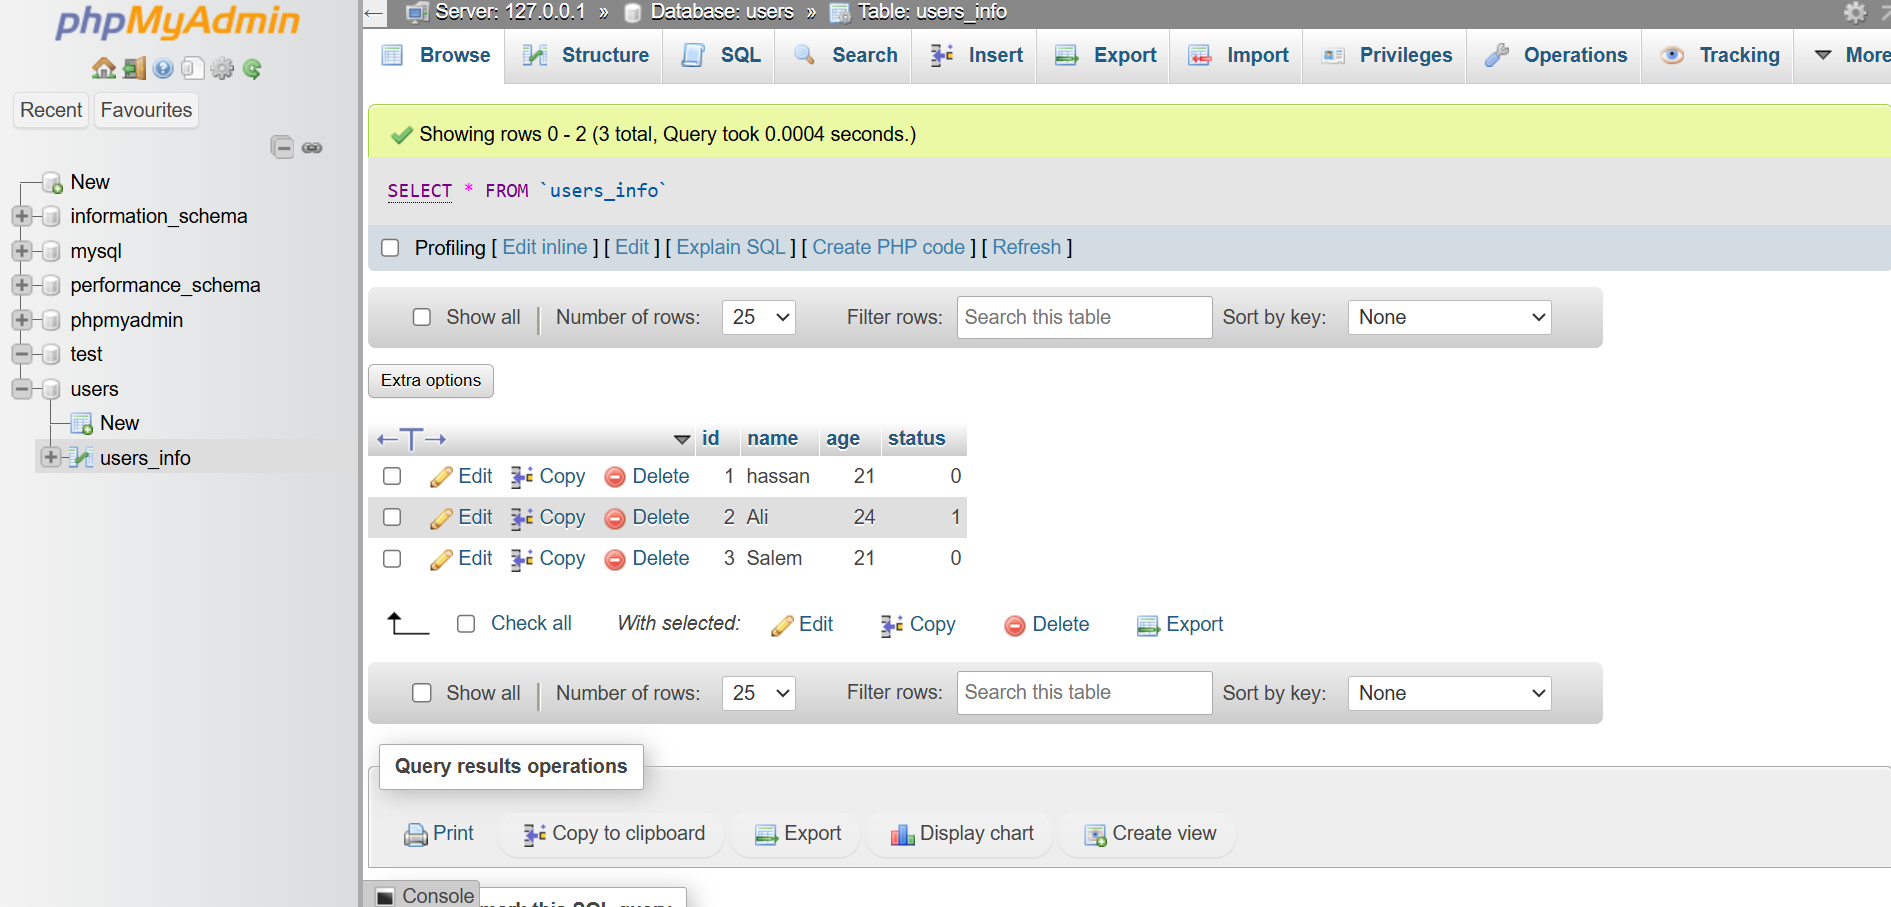 phpMyAdmin
Recent Favourites
New
information_schema
mysql
performance_schema
phpmyadmin
test
users
New
users_info
Server: 127.0.0.1 » Database: users » Table: users_info
Browse Structure SQL Search Insert Export Import Privileges Operations Tracking More
Showing rows 0 - 2 (3 total, Query took 0.0004 seconds.)
SELECT * FROM `users_info`
Profiling [ Edit inline ] [ Edit ] [ Explain SQL ] [ Create PHP code ] [ Refresh ]
Show all | Number of rows: 25 Filter rows: Search this table Sort by key: None
Extra options
←T→ id name age status
Edit Copy Delete 1 hassan 21 0
Edit Copy Delete 2 Ali 24 1
Edit Copy Delete 3 Salem 21 0
Check all With selected: Edit Copy Delete Export
Show all | Number of rows: 25 Filter rows: Search this table Sort by key: None
Query results operations
Print Copy to clipboard Export Display chart Create view
Console